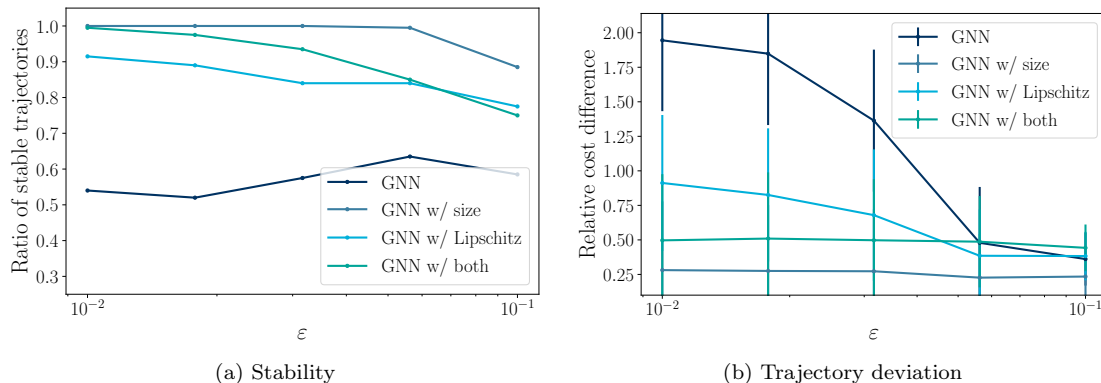 1.0
0.9
0.8
0.7
0.6
0.5
0.4
0.3
Ratio of stable trajectories
GNN
GNN w/ size
GNN w/ Lipschitz
GNN w/ both
10⁻²
10⁻¹
ε
(a) Stability
2.00
1.75
1.50
1.25
1.00
0.75
0.50
0.25
Relative cost difference
GNN
GNN w/ size
GNN w/ Lipschitz
GNN w/ both
10⁻²
10⁻¹
ε
(b) Trajectory deviation